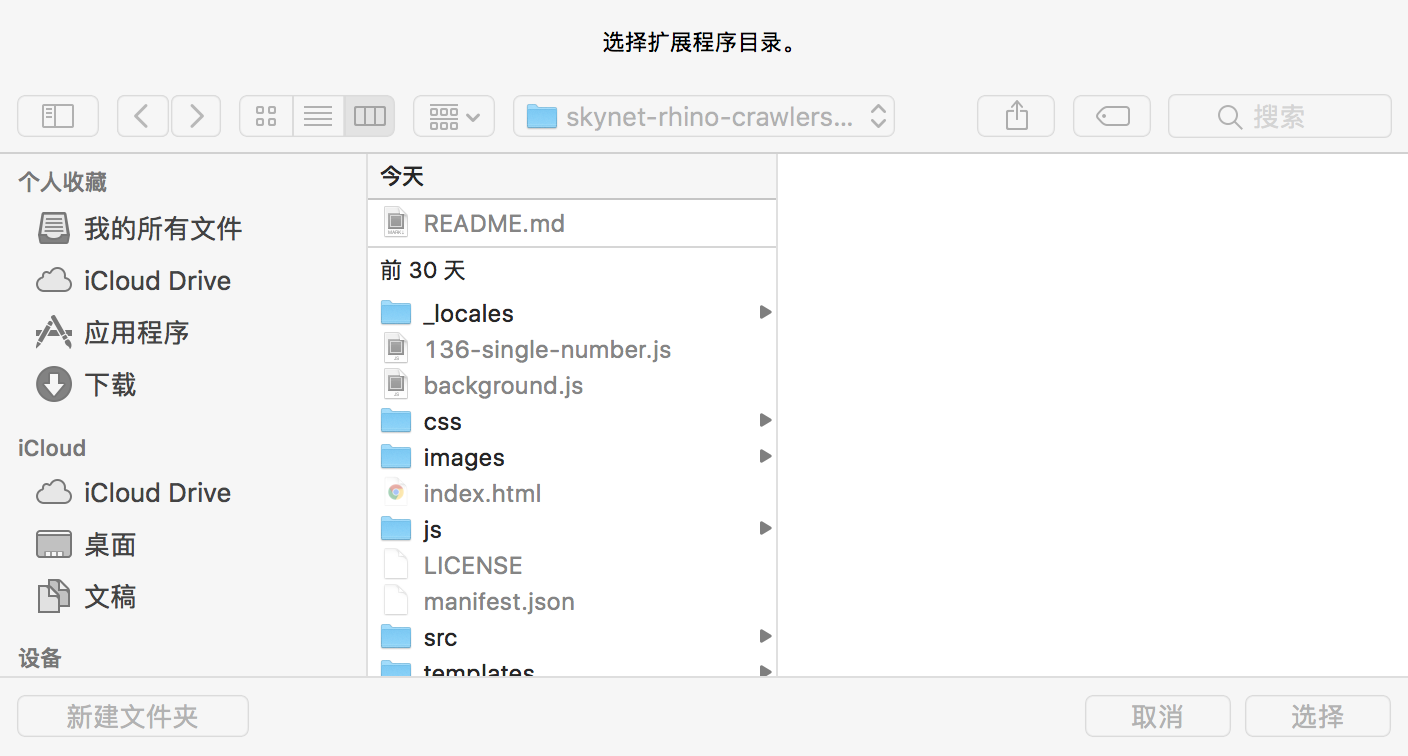 选择扩展程序目录。
skynet-rhino-crawlers...
搜索
个人收藏
我的所有文件
iCloud Drive
应用程序
下载
iCloud
iCloud Drive
桌面
文稿
设备
今天
README.md
前 30 天
_locales
136-single-number.js
background.js
css
images
index.html
js
LICENSE
manifest.json
src
templates
新建文件夹
取消
选择